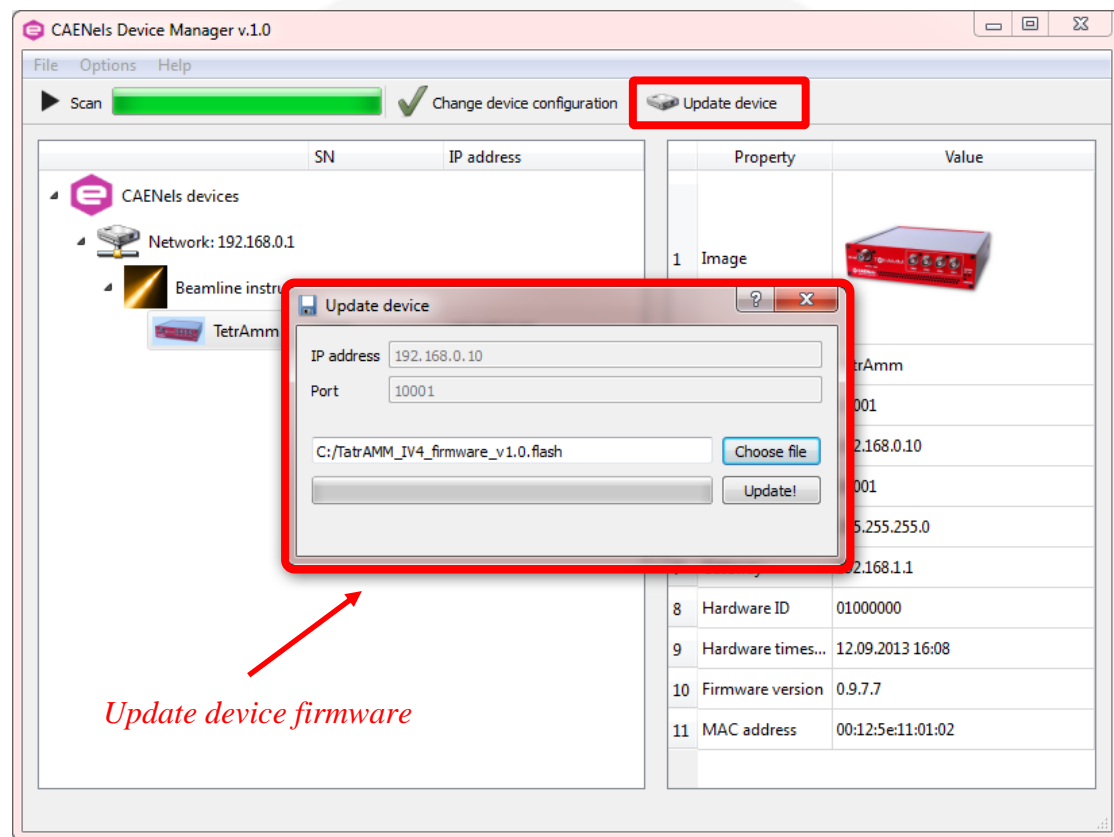 CAENels Device Manager v.1.0
File Options Help
Scan Change device configuration Update device
SN IP address
CAENels devices
Network: 192.168.0.1
Beamline instru
TetrAmm
Property Value
1 Image
Update device
IP address 192.168.0.10
Port 10001
C:/TatrAMM_IV4_firmware_v1.0.flash Choose file
Update!
trAmm
001
2.168.0.10
001
5.255.255.0
92.168.1.1
8 Hardware ID 01000000
9 Hardware times... 12.09.2013 16:08
10 Firmware version 0.9.7.7
11 MAC address 00:12:5e:11:01:02
Update device firmware